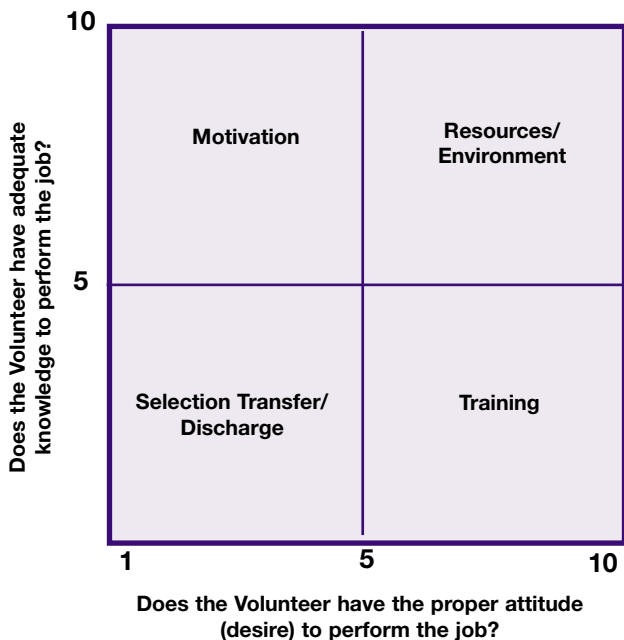 10
Does the Volunteer have adequate
knowledge to perform the job?
Motivation
Resources/
Environment
5
Selection Transfer/
Discharge
Training
1
5
10
Does the Volunteer have the proper attitude
(desire) to perform the job?